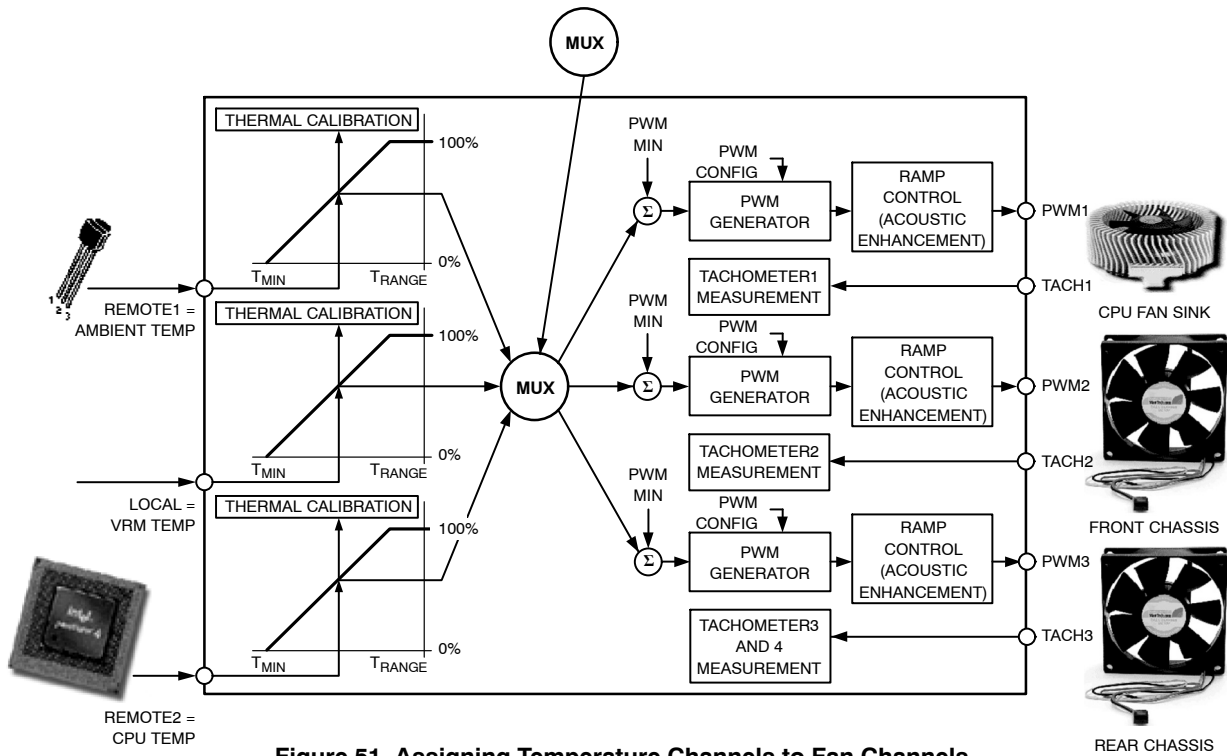 MUX
THERMAL CALIBRATION
100%
0%
TMIN
TRANGE
REMOTE1 =
AMBIENT TEMP
THERMAL CALIBRATION
100%
0%
TMIN
TRANGE
LOCAL =
VRM TEMP
THERMAL CALIBRATION
100%
0%
TMIN
TRANGE
REMOTE2 =
CPU TEMP
1
2
3
intel
MUX
PWM
MIN
Σ
PWM
CONFIG
PWM
GENERATOR
RAMP
CONTROL
(ACOUSTIC
ENHANCEMENT)
PWM1
TACHOMETER1
MEASUREMENT
TACH1
CPU FAN SINK
PWM
MIN
Σ
PWM
CONFIG
PWM
GENERATOR
RAMP
CONTROL
(ACOUSTIC
ENHANCEMENT)
PWM2
TACHOMETER2
MEASUREMENT
TACH2
FRONT CHASSIS
PWM
MIN
Σ
PWM
CONFIG
PWM
GENERATOR
RAMP
CONTROL
(ACOUSTIC
ENHANCEMENT)
PWM3
TACHOMETER3
AND 4
MEASUREMENT
TACH3
REAR CHASSIS
Figure 51. Assigning Temperature Channels to Fan Channels